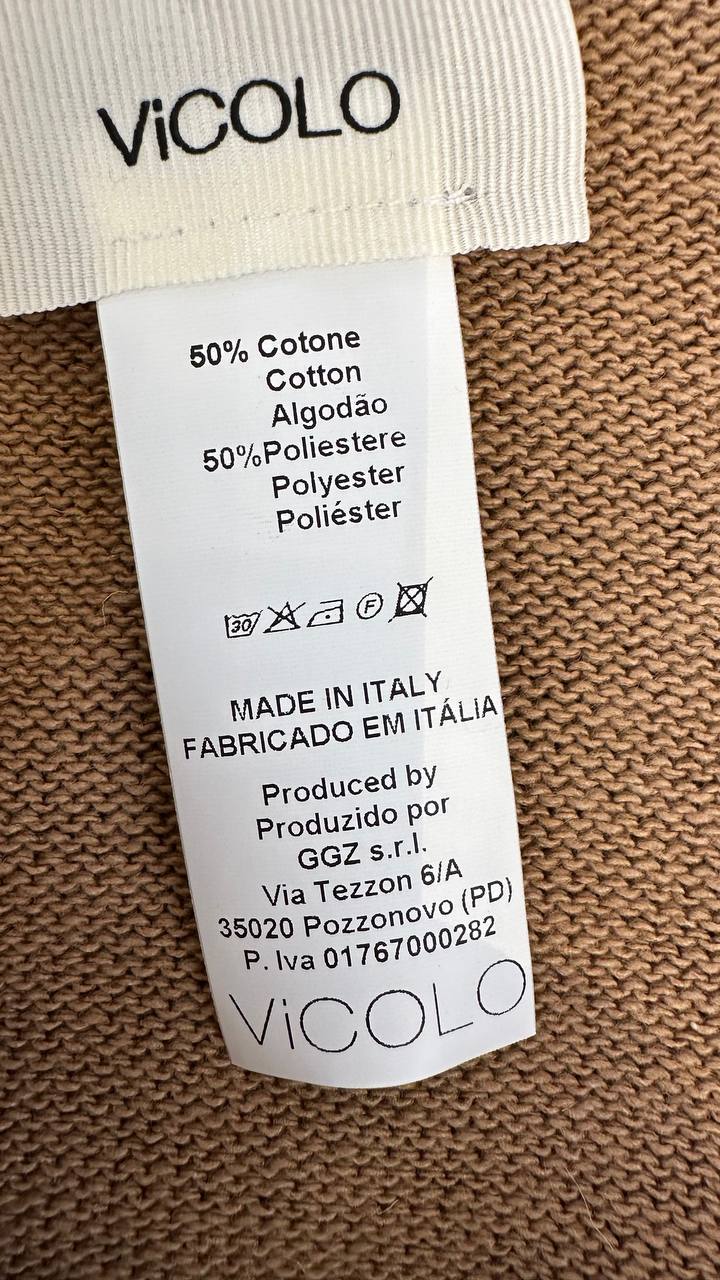 ViCOLO
50% Cotone
Cotton
Algodão
50%Poliestere
Polyester
Poliéster
30 F
MADE IN ITALY
FABRICADO EM ITÁLIA
Produced by
Produzido por
GGZ s.r.l.
Via Tezzon 6/A
35020 Pozzonovo (PD)
P. Iva 01767000282
ViCOLO